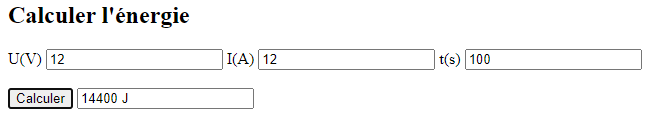 Calculer l'énergie
U(V) 12 I(A) 12 t(s) 100
Calculer 14400 J